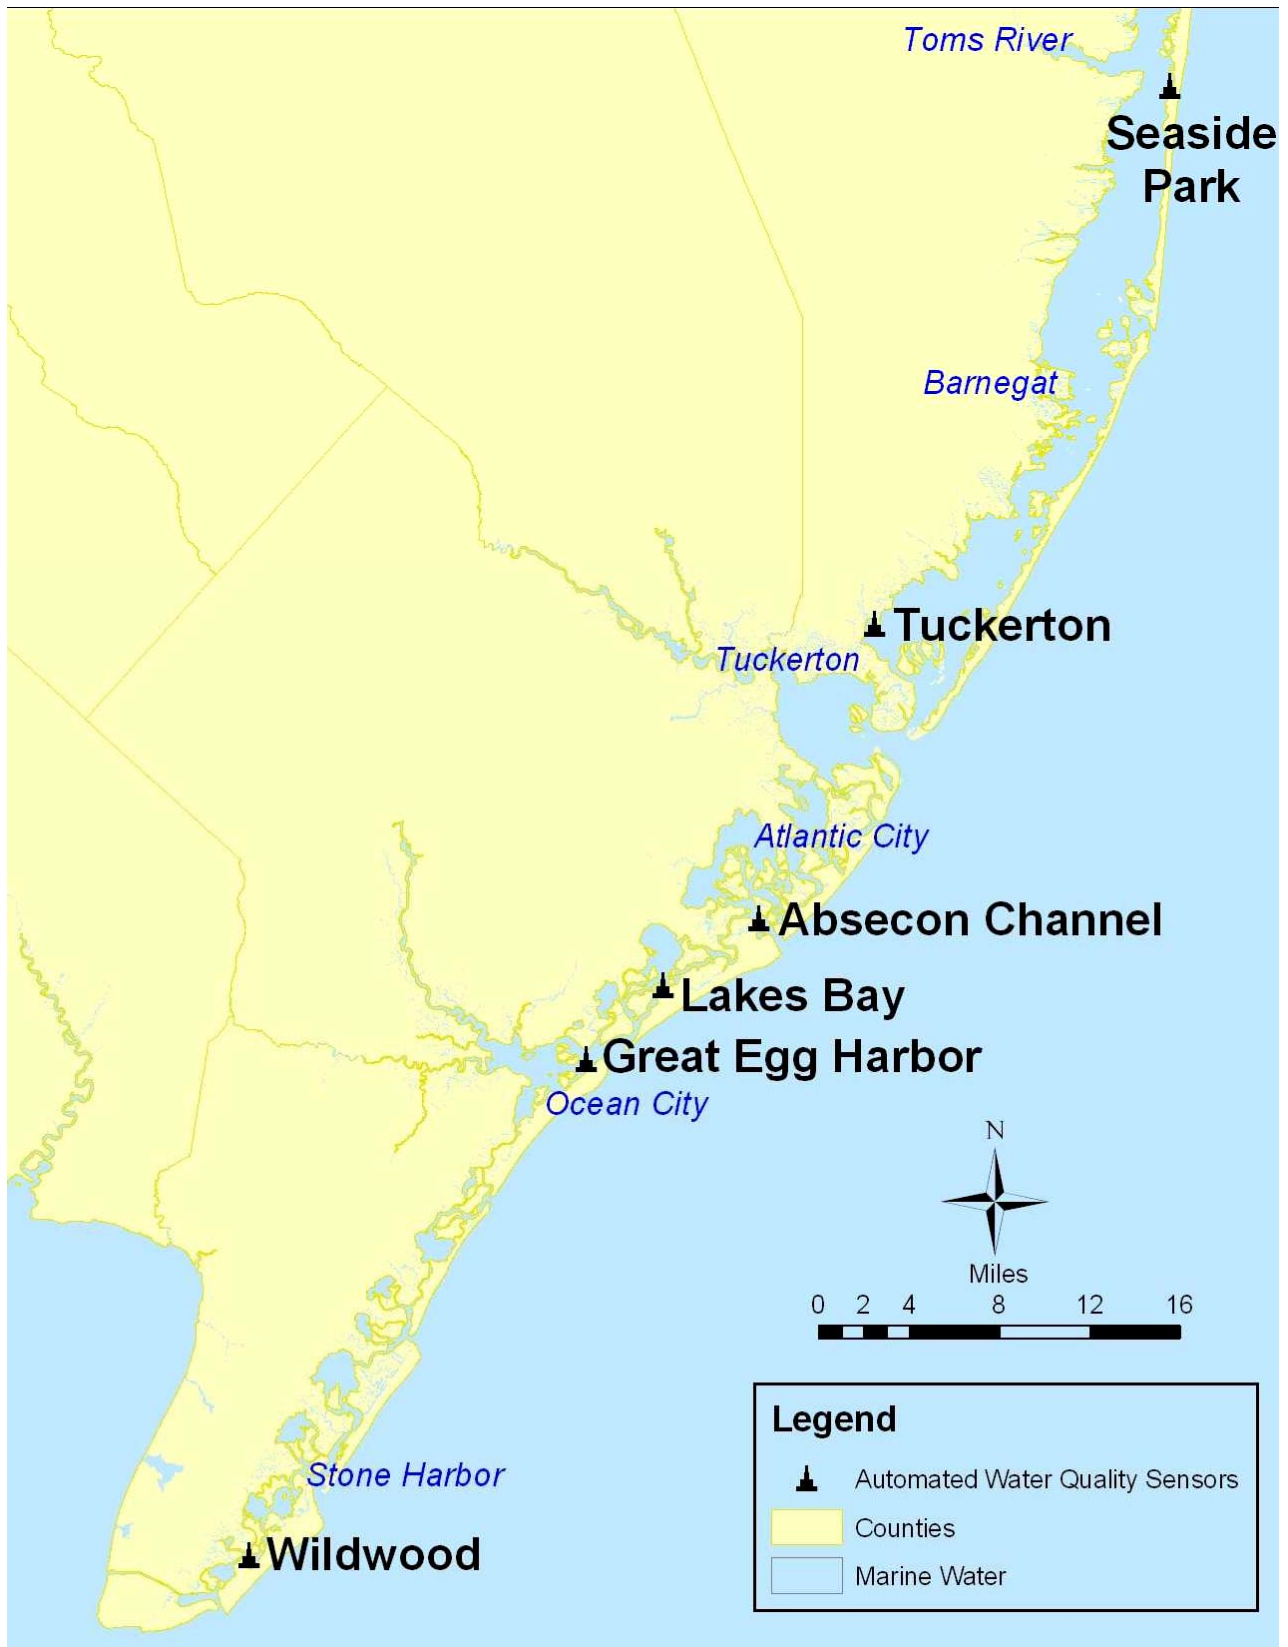 Toms River
Seaside
Park
Barnegat
Tuckerton
Tuckerton
Atlantic City
Absecon Channel
Lakes Bay
Great Egg Harbor
Ocean City
N
Miles
0 2 4 8 12 16
Legend
Automated Water Quality Sensors
Counties
Marine Water
Stone Harbor
Wildwood